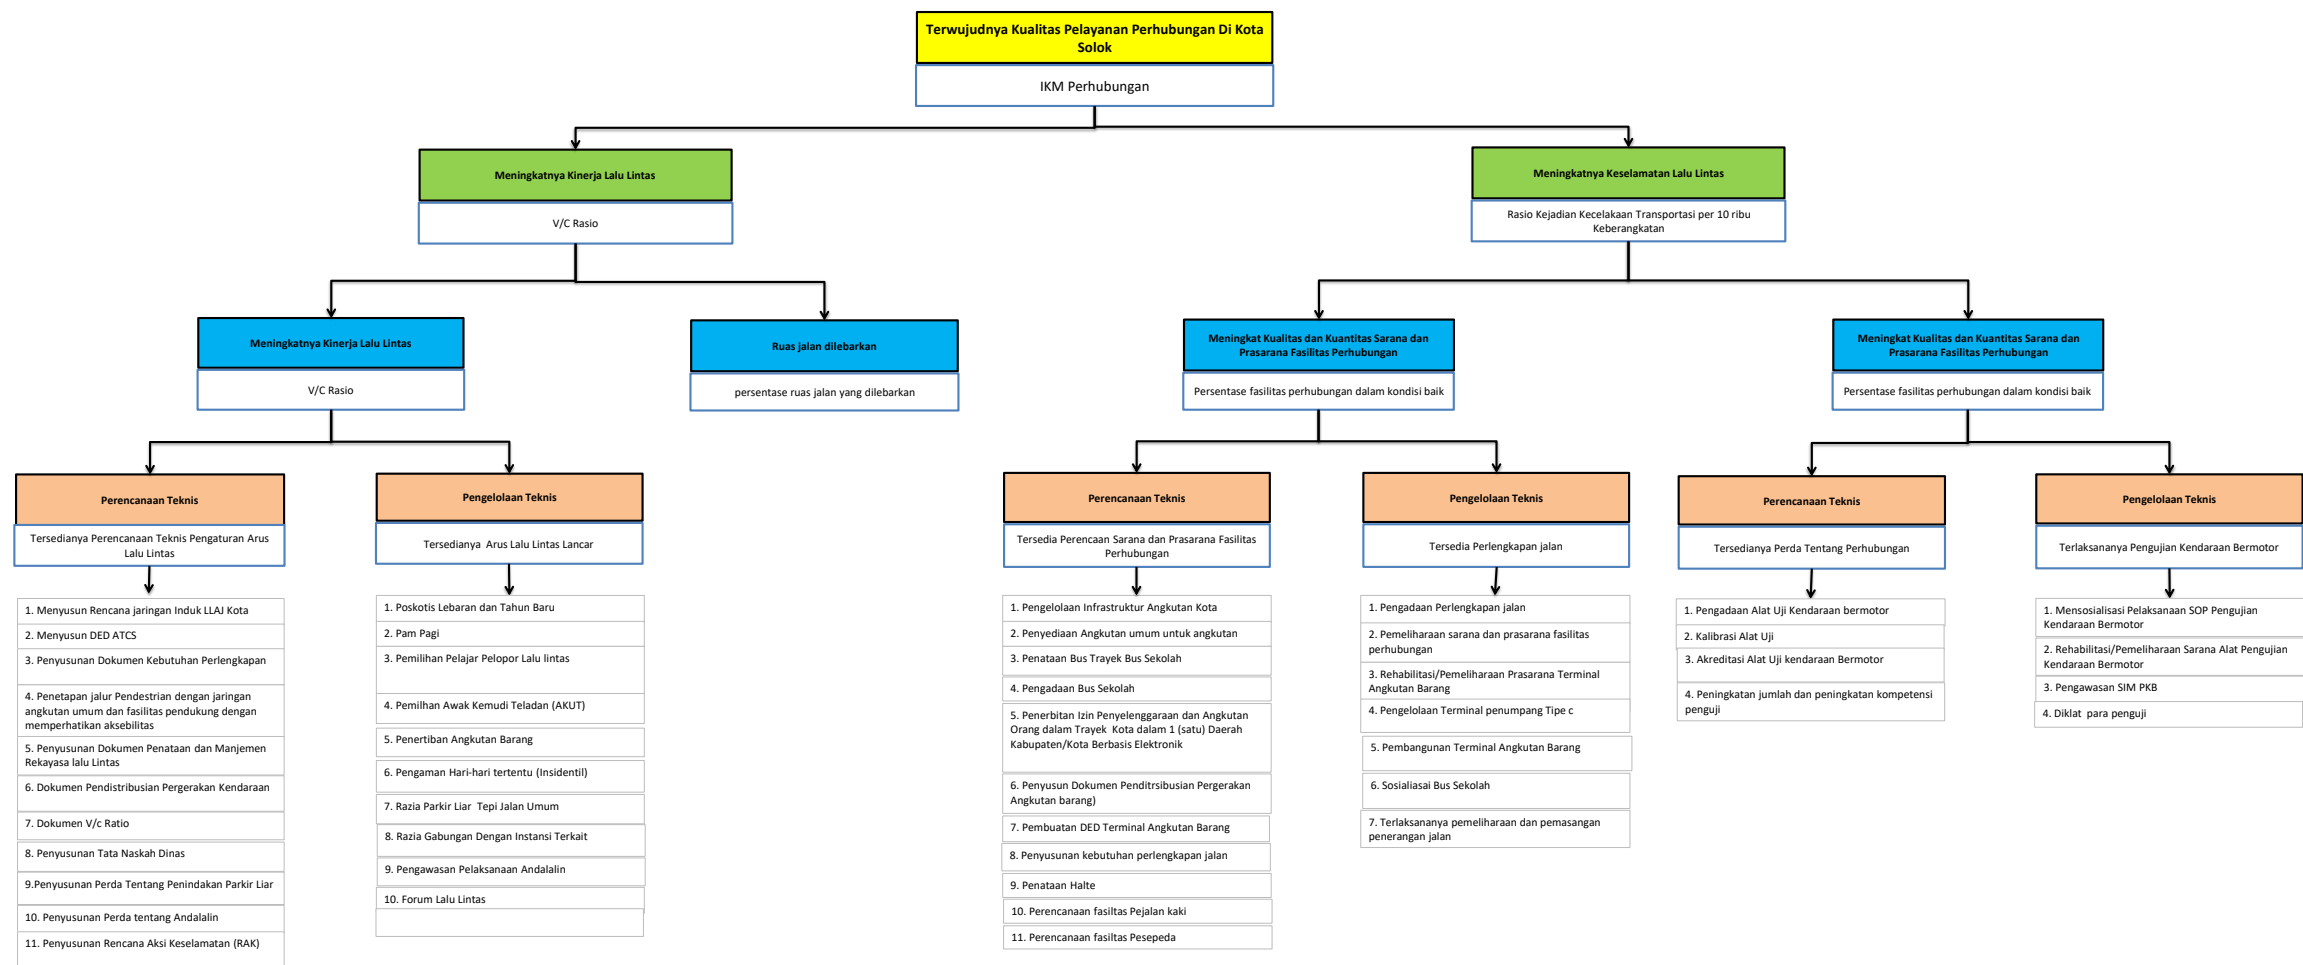 Terwujudnya Kualitas Pelayanan Perhubungan Di Kota
Solok
IKM Perhubungan
Meningkatnya Kinerja Lalu Lintas
V/C Rasio
Meningkatnya Keselamatan Lalu Lintas
Rasio Kejadian Kecelakaan Transportasi per 10 ribu
Keberangkatan
Meningkatnya Kinerja Lalu Lintas
V/C Rasio
Ruas jalan dilebarkan
persentase ruas jalan yang dilebarkan
Meningkat Kualitas dan Kuantitas Sarana dan
Prasarana Fasilitas Perhubungan
Persentase fasilitas perhubungan dalam kondisi baik
Meningkat Kualitas dan Kuantitas Sarana dan
Prasarana Fasilitas Perhubungan
Persentase fasilitas perhubungan dalam kondisi baik
Perencanaan Teknis
Tersedianya Perencanaan Teknis Pengaturan Arus
Lalu Lintas
1. Menyusun Rencana jaringan Induk LLAJ Kota
2. Menyusun DED ATCS
3. Penyusunan Dokumen Kebutuhan Perlengkapan
4. Penetapan jalur Pendestrian dengan jaringan
angkutan umum dan fasilitas pendukung dengan
memperhatikan aksebilitas
5. Penyusunan Dokumen Penataan dan Manjemen
Rekayasa lalu Lintas
6. Dokumen Pendistribusian Pergerakan Kendaraan
7. Dokumen V/c Ratio
8. Penyusunan Tata Naskah Dinas
9.Penyusunan Perda Tentang Penindakan Parkir Liar
10. Penyusunan Perda tentang Andalalin
11. Penyusunan Rencana Aksi Keselamatan (RAK)
Pengelolaan Teknis
Tersedianya  Arus Lalu Lintas Lancar
1. Poskotis Lebaran dan Tahun Baru
2. Pam Pagi
3. Pemilihan Pelajar Pelopor Lalu lintas
4. Pemilhan Awak Kemudi Teladan (AKUT)
5. Penertiban Angkutan Barang
6. Pengaman Hari-hari tertentu (Insidentil)
7. Razia Parkir Liar  Tepi Jalan Umum
8. Razia Gabungan Dengan Instansi Terkait
9. Pengawasan Pelaksanaan Andalalin
10. Forum Lalu Lintas
Perencanaan Teknis
Tersedia Perencaan Sarana dan Prasarana Fasilitas
Perhubungan
1. Pengelolaan Infrastruktur Angkutan Kota
2. Penyediaan Angkutan umum untuk angkutan
3. Penataan Bus Trayek Bus Sekolah
4. Pengadaan Bus Sekolah
5. Penerbitan Izin Penyelenggaraan dan Angkutan
Orang dalam Trayek  Kota dalam 1 (satu) Daerah
Kabupaten/Kota Berbasis Elektronik
6. Penyusun Dokumen Penditrsibusian Pergerakan
Angkutan barang)
7. Pembuatan DED Terminal Angkutan Barang
8. Penyusunan kebutuhan perlengkapan jalan
9. Penataan Halte
10. Perencanaan fasiltas Pejalan kaki
11. Perencanaan fasiltas Pesepeda
Pengelolaan Teknis
Tersedia Perlengkapan jalan
1. Pengadaan Perlengkapan jalan
2. Pemeliharaan sarana dan prasarana fasilitas
perhubungan
3. Rehabilitasi/Pemeliharaan Prasarana Terminal
Angkutan Barang
4. Pengelolaan Terminal penumpang Tipe c
5. Pembangunan Terminal Angkutan Barang
6. Sosialiasai Bus Sekolah
7. Terlaksananya pemeliharaan dan pemasangan
penerangan jalan
Perencanaan Teknis
Tersedianya Perda Tentang Perhubungan
1. Pengadaan Alat Uji Kendaraan bermotor
2. Kalibrasi Alat Uji
3. Akreditasi Alat Uji kendaraan Bermotor
4. Peningkatan jumlah dan peningkatan kompetensi
penguji
Pengelolaan Teknis
Terlaksananya Pengujian Kendaraan Bermotor
1. Mensosialisasi Pelaksanaan SOP Pengujian
Kendaraan Bermotor
2. Rehabilitasi/Pemeliharaan Sarana Alat Pengujian
Kendaraan Bermotor
3. Pengawasan SIM PKB
4. Diklat  para penguji